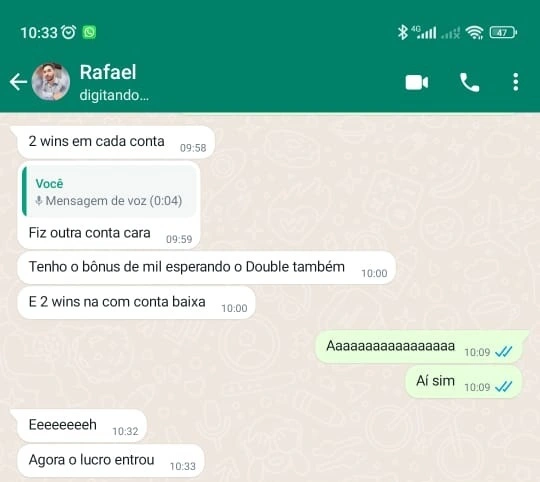 10:33
4G
47
Rafael
digitando...
2 wins em cada conta 09:58
Você
Mensagem de voz (0:04)
Fiz outra conta cara 09:59
Tenho o bônus de mil esperando o Double também 10:00
E 2 wins na com conta baixa 10:00
Aaaaaaaaaaaaaaaaa 10:09
Aí sim 10:09
Eeeeeeeeh 10:32
Agora o lucro entrou 10:33